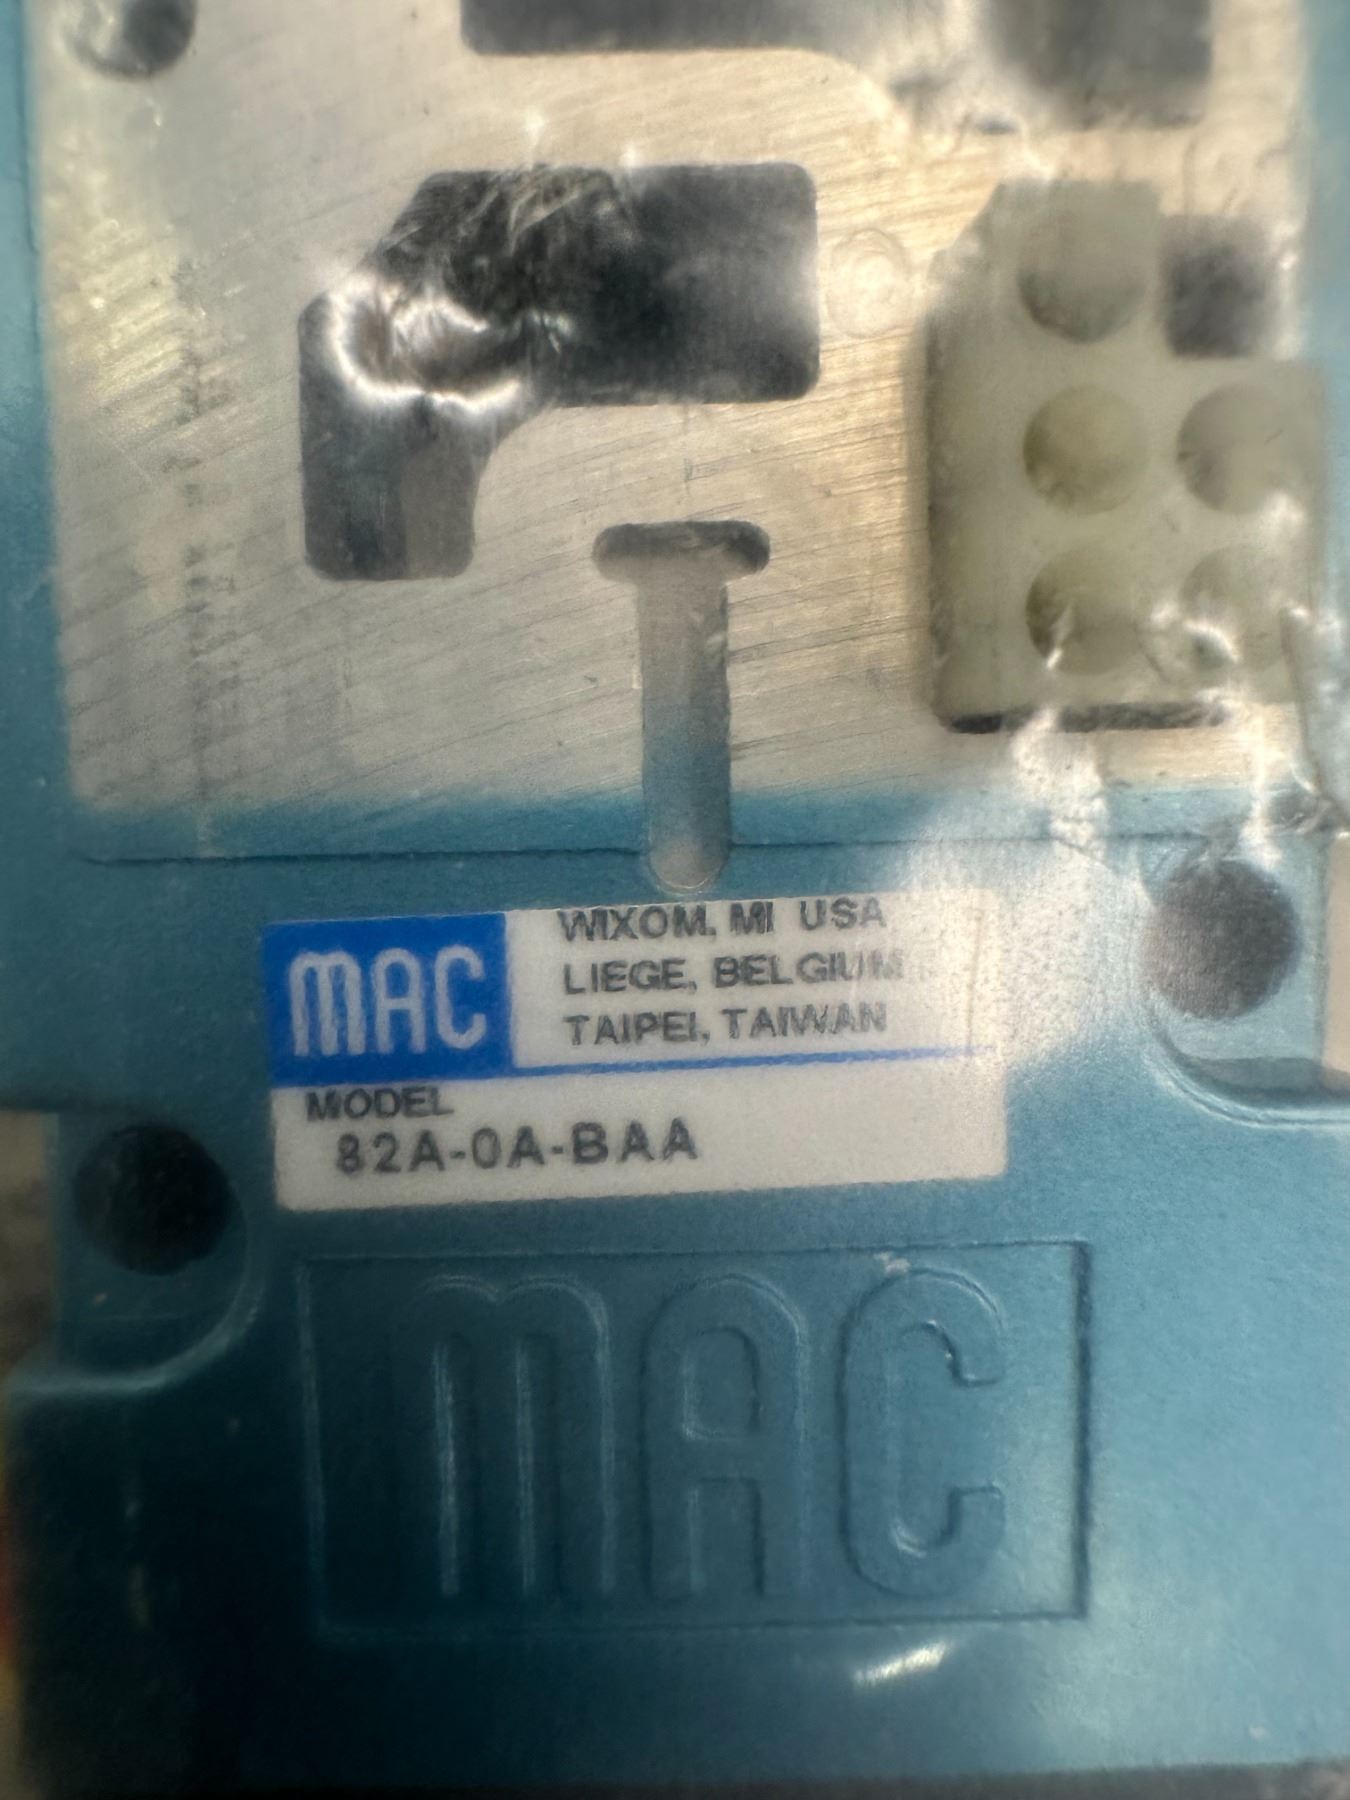 MAC
WIXOM, MI USA
LIEGE, BELGIUM
TAIPEI, TAIWAN
MODEL
82A-0A-BAA
MAC